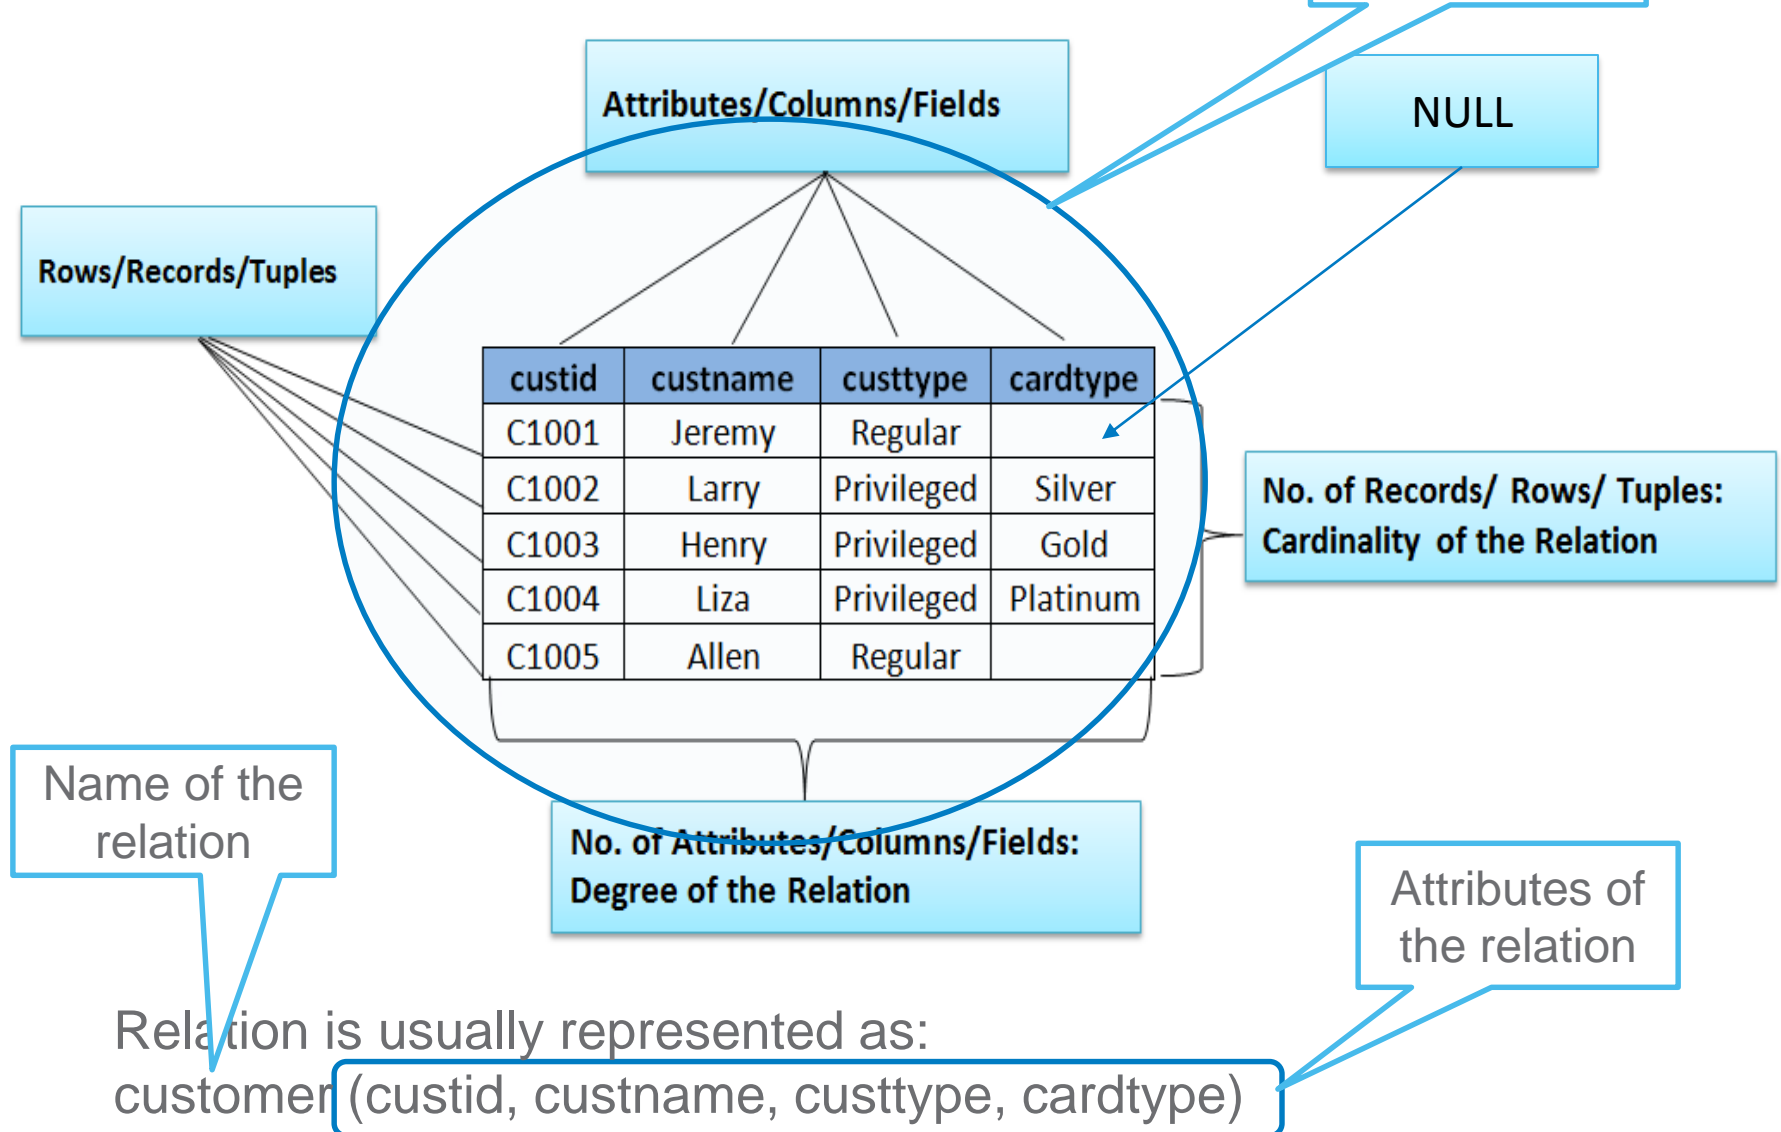 Attributes/Columns/Fields
NULL
Rows/Records/Tuples
custid custname custtype cardtype
C1001 Jeremy Regular
C1002 Larry Privileged Silver
C1003 Henry Privileged Gold
C1004 Liza Privileged Platinum
C1005 Allen Regular
No. of Records/ Rows/ Tuples:
Cardinality of the Relation
Name of the
relation
No. of Attributes/Columns/Fields:
Degree of the Relation
Attributes of
the relation
Relation is usually represented as:
customer (custid, custname, custtype, cardtype)